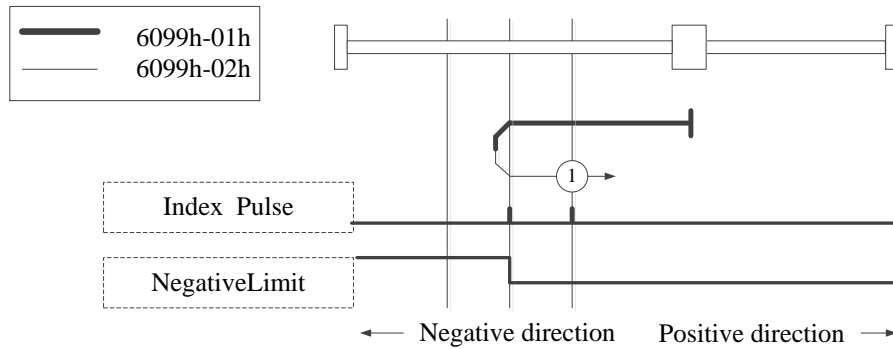 6099h-01h
6099h-02h
1
Index Pulse
NegativeLimit
Negative direction Positive direction